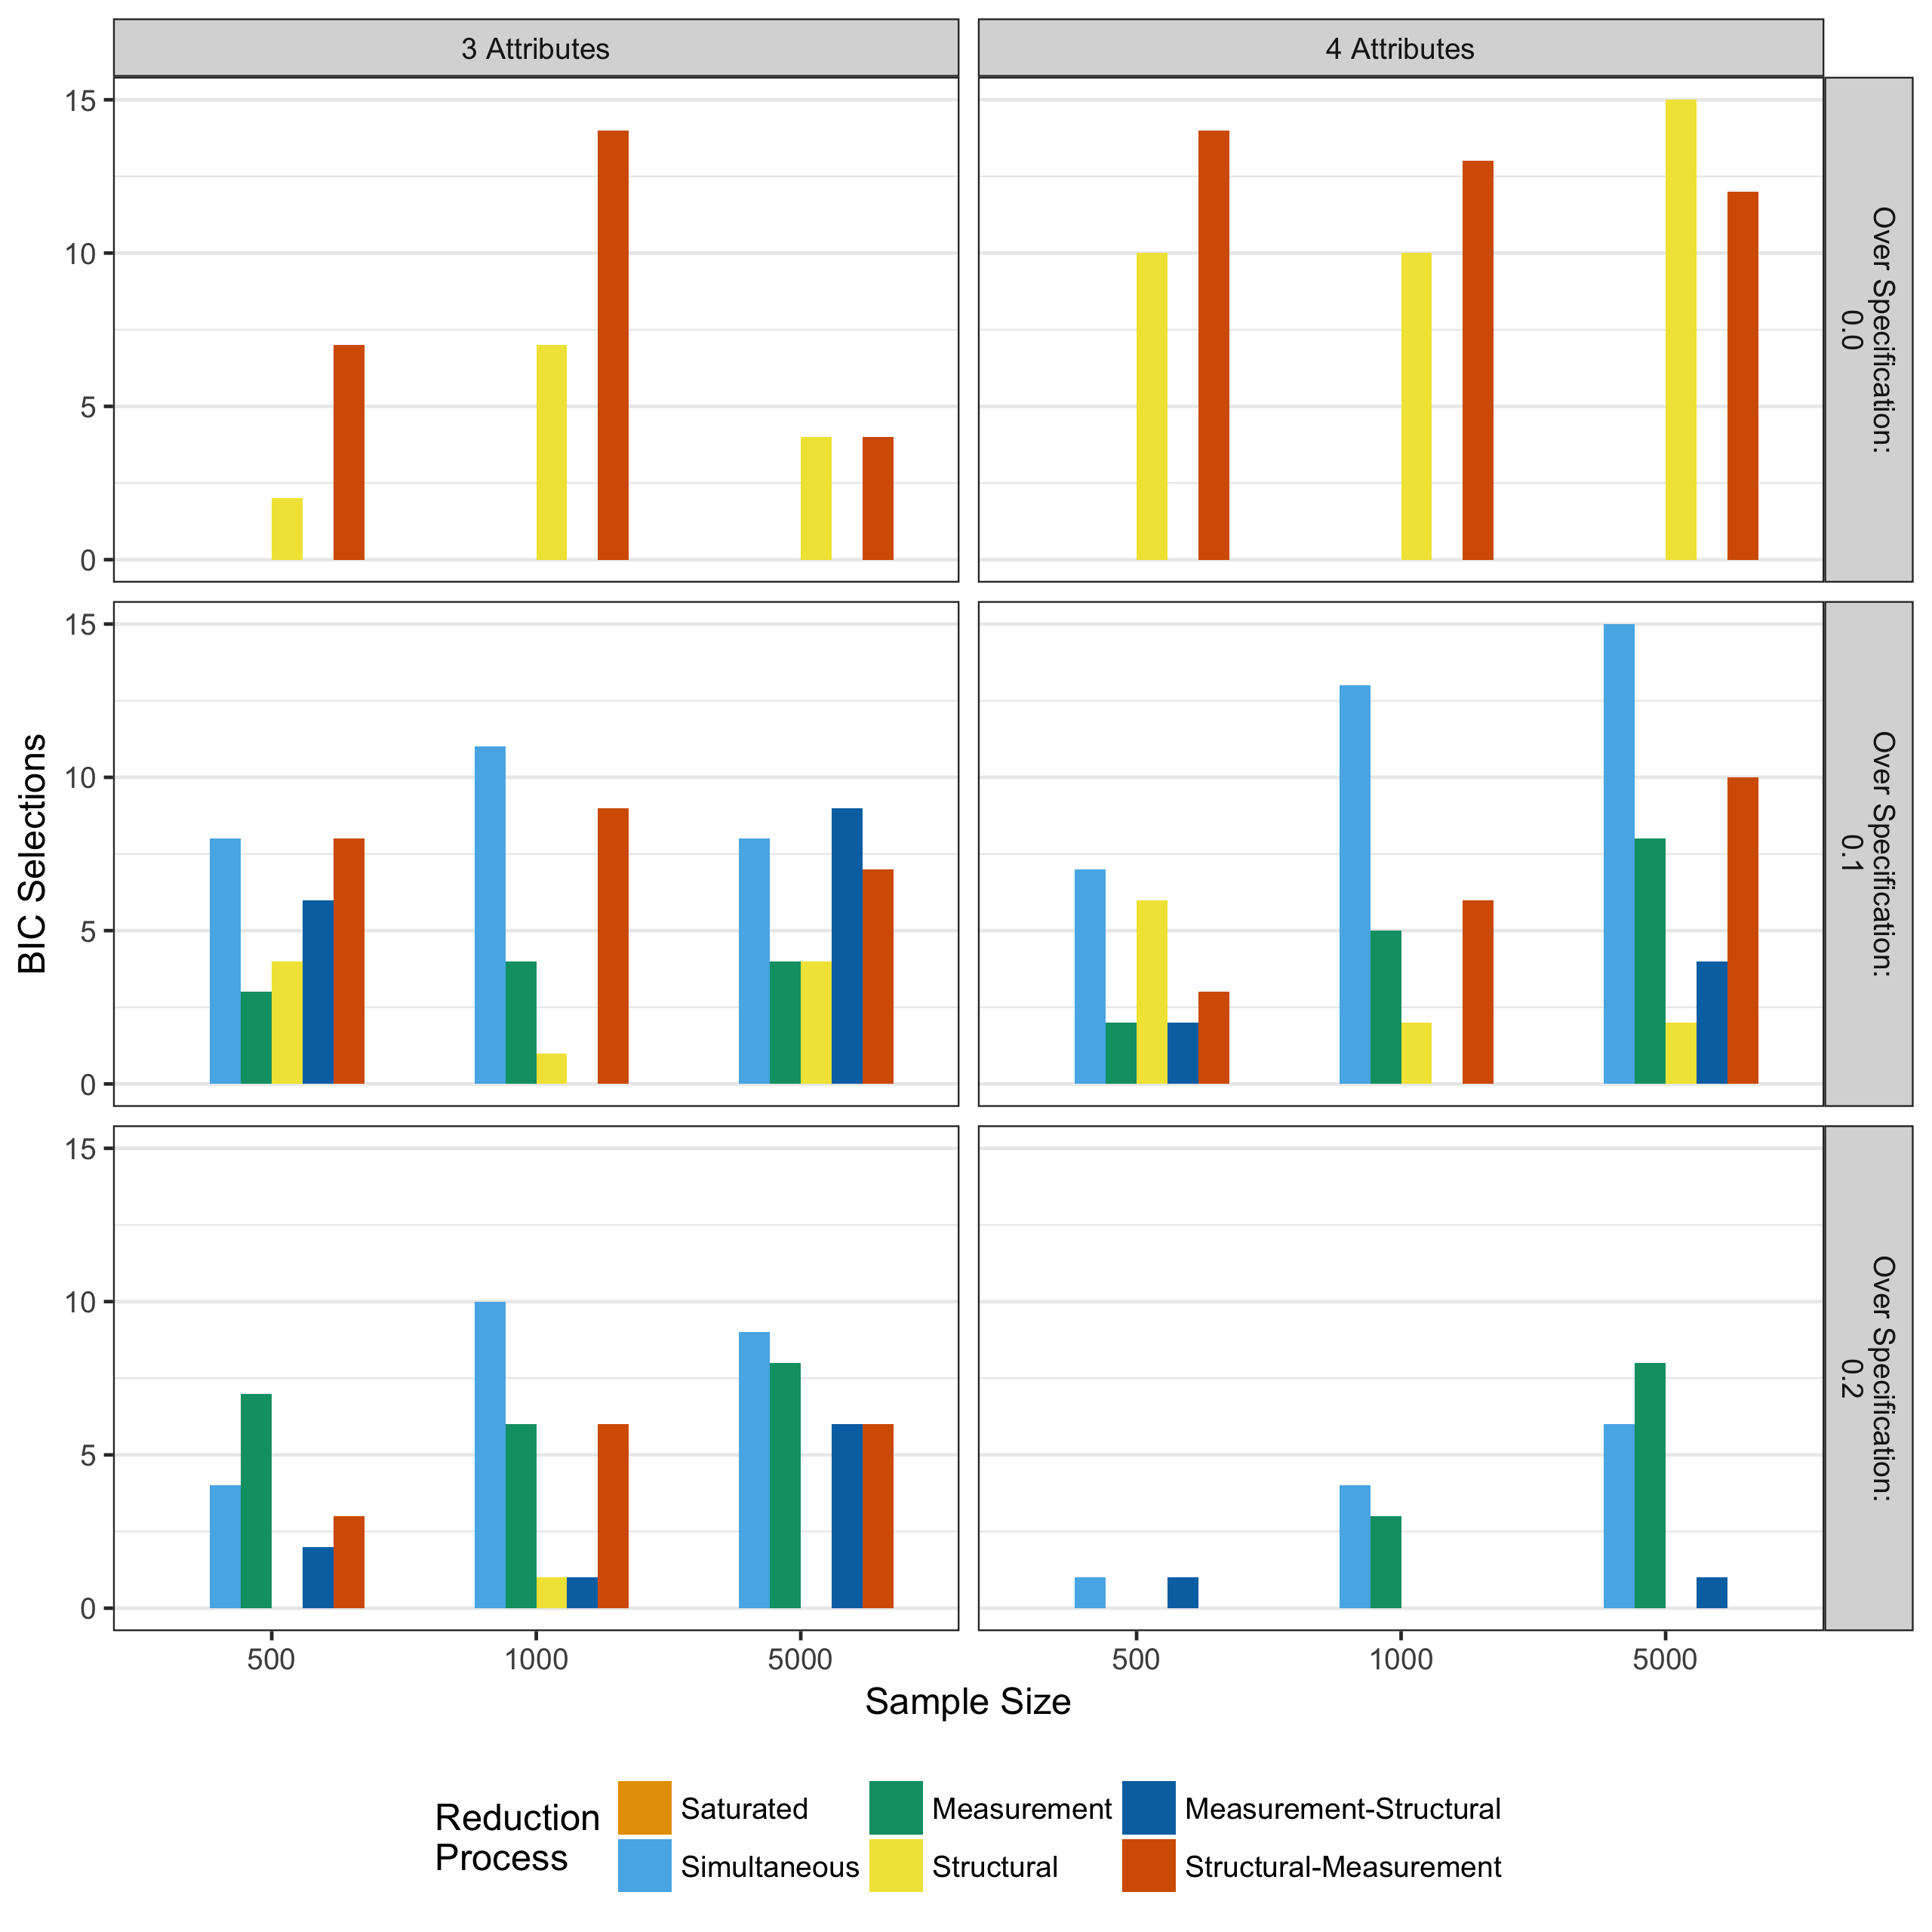 3 Attributes
4 Attributes
15
10
5
0
Over Specification:
0.0
BIC Selections
15
10
5
0
Over Specification:
0.1
15
10
5
0
Over Specification:
0.2
500
1000
5000
500
1000
5000
Sample Size
Reduction
Process
Saturated
Measurement
Measurement-Structural
Simultaneous
Structural
Structural-Measurement